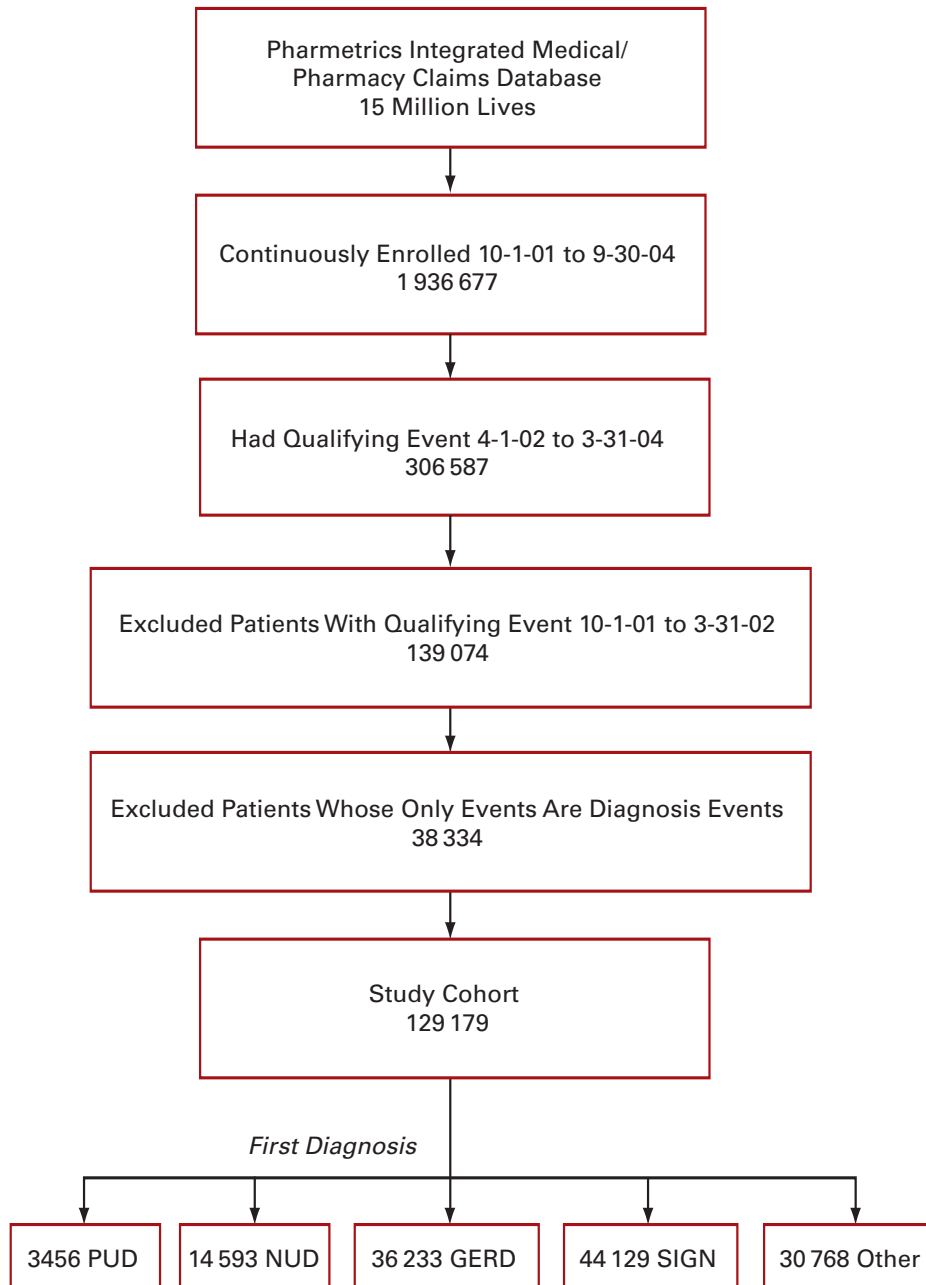 Pharmetrics Integrated Medical/
Pharmacy Claims Database
15 Million Lives
Continuously Enrolled 10-1-01 to 9-30-04
1 936 677
Had Qualifying Event 4-1-02 to 3-31-04
306 587
Excluded Patients With Qualifying Event 10-1-01 to 3-31-02
139 074
Excluded Patients Whose Only Events Are Diagnosis Events
38 334
Study Cohort
129 179
First Diagnosis
3456 PUD
14 593 NUD
36 233 GERD
44 129 SIGN
30 768 Other